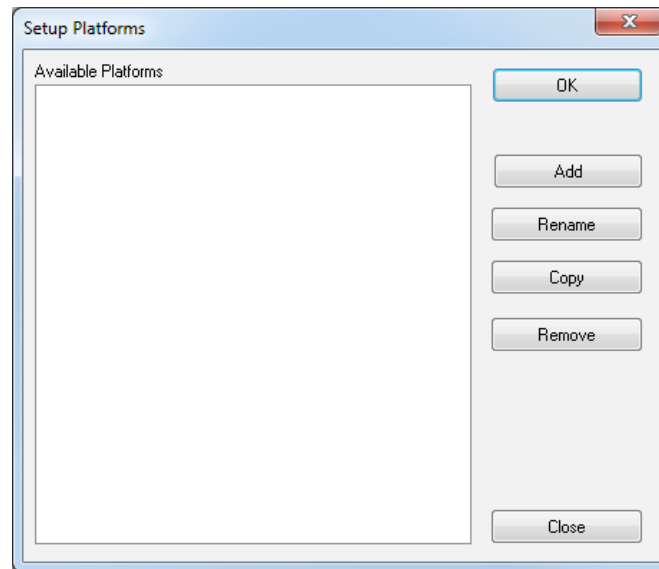 Setup Platforms
Available Platforms
OK
Add
Rename
Copy
Remove
Close